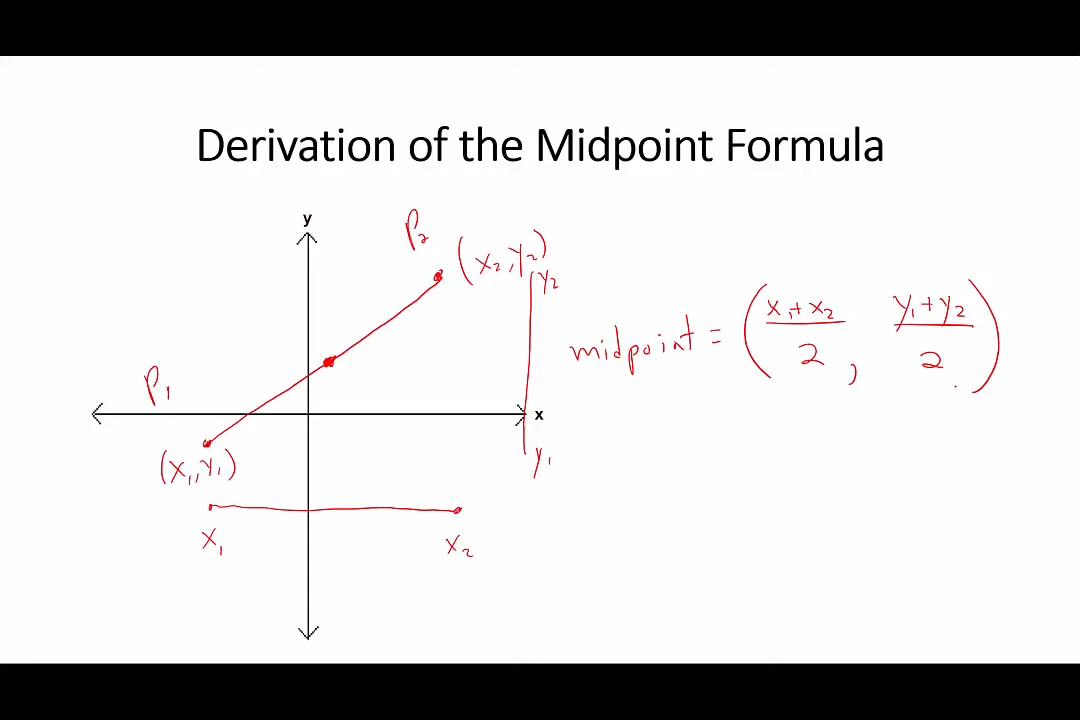 Derivation of the Midpoint Formula
y
P₂
(x₂, y₂)
y₂
midpoint = ( x₁+x₂ / 2 , y₁+y₂ / 2 )
P₁
x
(x₁, y₁)
y₁
x₁
x₂